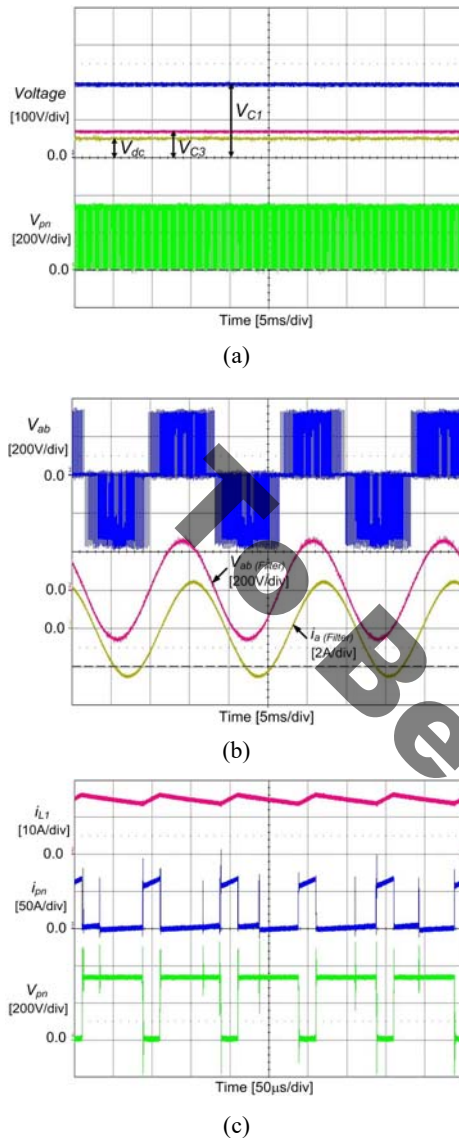 Voltage
[100V/div]
V_C1
V_dc
V_C3
0.0
V_pn
[200V/div]
0.0
Time [5ms/div]
(a)
V_ab
[200V/div]
0.0
V_ab (Filter)
[200V/div]
0.0
0.0
i_a (Filter)
[2A/div]
Time [5ms/div]
(b)
i_L1
[10A/div]
0.0
i_pn
[50A/div]
0.0
V_pn
[200V/div]
0.0
Time [50µs/div]
(c)
To Be